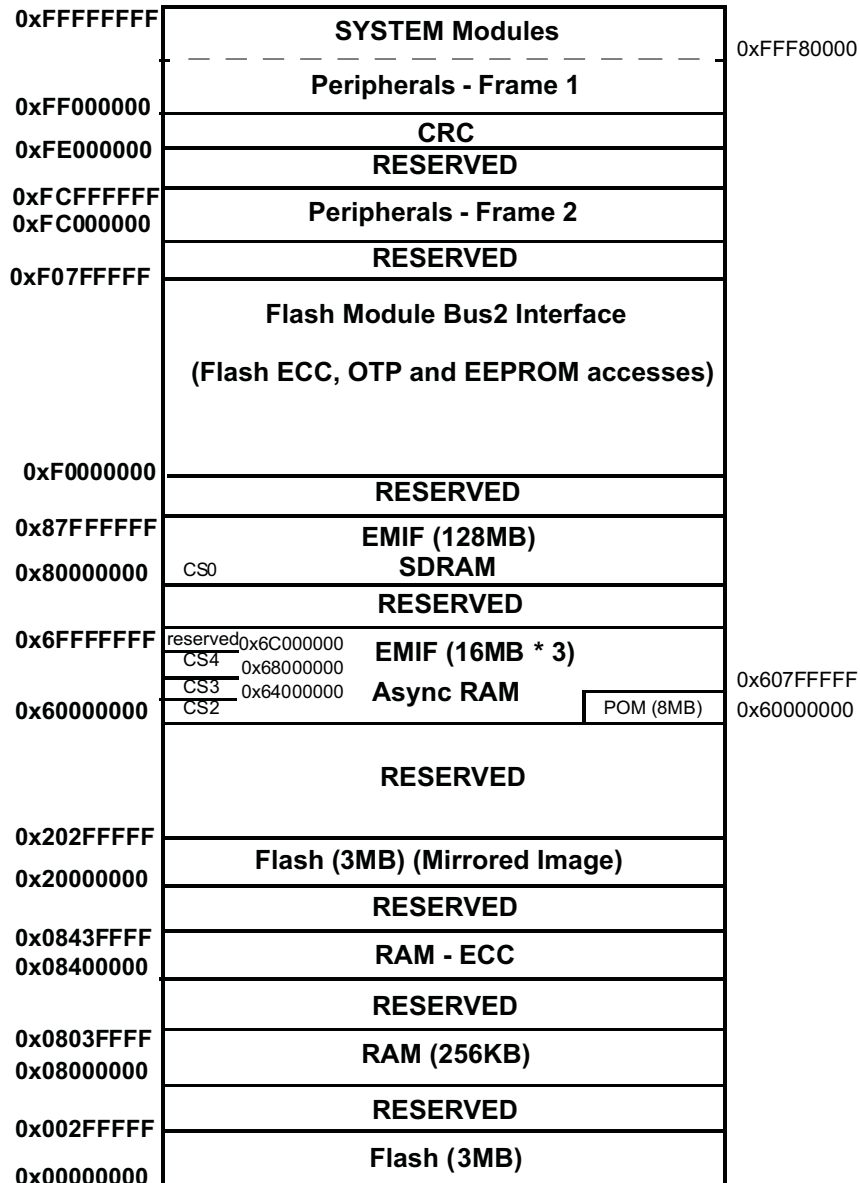 0xFFFFFFFF
SYSTEM Modules
0xFFF80000
Peripherals - Frame 1
0xFF000000
CRC
0xFE000000
RESERVED
0xFCFFFFFF
Peripherals - Frame 2
0xFC000000
RESERVED
0xF07FFFFF
Flash Module Bus2 Interface
(Flash ECC, OTP and EEPROM accesses)
0xF0000000
RESERVED
0x87FFFFFF
EMIF (128MB)
0x80000000
CS0
SDRAM
RESERVED
0x6FFFFFFF
reserved
0x6C000000
EMIF (16MB * 3)
CS4
0x68000000
0x607FFFFF
CS3
0x64000000
Async RAM
0x60000000
CS2
POM (8MB)
0x60000000
RESERVED
0x202FFFFF
Flash (3MB) (Mirrored Image)
0x20000000
RESERVED
0x0843FFFF
RAM - ECC
0x08400000
RESERVED
0x0803FFFF
RAM (256KB)
0x08000000
RESERVED
0x002FFFFF
Flash (3MB)
0x00000000